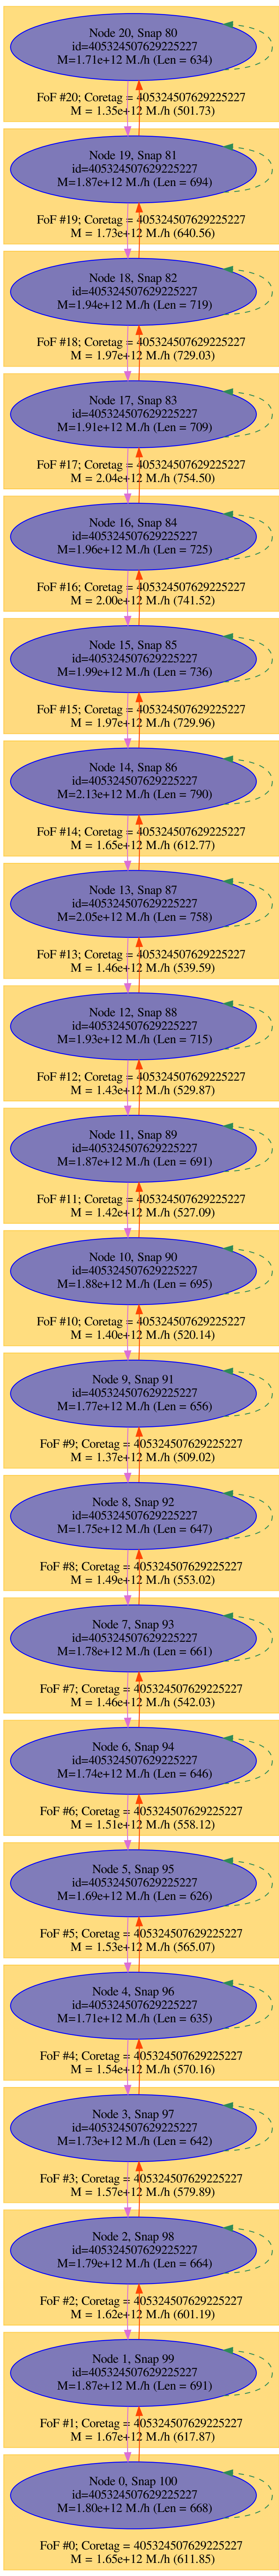 Node 20, Snap 80
id=405324507629225227
M=1.71e+12 M./h (Len = 634)
FoF #20; Coretag = 405324507629225227
M = 1.35e+12 M./h (501.73)
Node 19, Snap 81
id=405324507629225227
M=1.87e+12 M./h (Len = 694)
FoF #19; Coretag = 405324507629225227
M = 1.73e+12 M./h (640.56)
Node 18, Snap 82
id=405324507629225227
M=1.94e+12 M./h (Len = 719)
FoF #18; Coretag = 405324507629225227
M = 1.97e+12 M./h (729.03)
Node 17, Snap 83
id=405324507629225227
M=1.91e+12 M./h (Len = 709)
FoF #17; Coretag = 405324507629225227
M = 2.04e+12 M./h (754.50)
Node 16, Snap 84
id=405324507629225227
M=1.96e+12 M./h (Len = 725)
FoF #16; Coretag = 405324507629225227
M = 2.00e+12 M./h (741.52)
Node 15, Snap 85
id=405324507629225227
M=1.99e+12 M./h (Len = 736)
FoF #15; Coretag = 405324507629225227
M = 1.97e+12 M./h (729.96)
Node 14, Snap 86
id=405324507629225227
M=2.13e+12 M./h (Len = 790)
FoF #14; Coretag = 405324507629225227
M = 1.65e+12 M./h (612.77)
Node 13, Snap 87
id=405324507629225227
M=2.05e+12 M./h (Len = 758)
FoF #13; Coretag = 405324507629225227
M = 1.46e+12 M./h (539.59)
Node 12, Snap 88
id=405324507629225227
M=1.93e+12 M./h (Len = 715)
FoF #12; Coretag = 405324507629225227
M = 1.43e+12 M./h (529.87)
Node 11, Snap 89
id=405324507629225227
M=1.87e+12 M./h (Len = 691)
FoF #11; Coretag = 405324507629225227
M = 1.42e+12 M./h (527.09)
Node 10, Snap 90
id=405324507629225227
M=1.88e+12 M./h (Len = 695)
FoF #10; Coretag = 405324507629225227
M = 1.40e+12 M./h (520.14)
Node 9, Snap 91
id=405324507629225227
M=1.77e+12 M./h (Len = 656)
FoF #9; Coretag = 405324507629225227
M = 1.37e+12 M./h (509.02)
Node 8, Snap 92
id=405324507629225227
M=1.75e+12 M./h (Len = 647)
FoF #8; Coretag = 405324507629225227
M = 1.49e+12 M./h (553.02)
Node 7, Snap 93
id=405324507629225227
M=1.78e+12 M./h (Len = 661)
FoF #7; Coretag = 405324507629225227
M = 1.46e+12 M./h (542.03)
Node 6, Snap 94
id=405324507629225227
M=1.74e+12 M./h (Len = 646)
FoF #6; Coretag = 405324507629225227
M = 1.51e+12 M./h (558.12)
Node 5, Snap 95
id=405324507629225227
M=1.69e+12 M./h (Len = 626)
FoF #5; Coretag = 405324507629225227
M = 1.53e+12 M./h (565.07)
Node 4, Snap 96
id=405324507629225227
M=1.71e+12 M./h (Len = 635)
FoF #4; Coretag = 405324507629225227
M = 1.54e+12 M./h (570.16)
Node 3, Snap 97
id=405324507629225227
M=1.73e+12 M./h (Len = 642)
FoF #3; Coretag = 405324507629225227
M = 1.57e+12 M./h (579.89)
Node 2, Snap 98
id=405324507629225227
M=1.79e+12 M./h (Len = 664)
FoF #2; Coretag = 405324507629225227
M = 1.62e+12 M./h (601.19)
Node 1, Snap 99
id=405324507629225227
M=1.87e+12 M./h (Len = 691)
FoF #1; Coretag = 405324507629225227
M = 1.67e+12 M./h (617.87)
Node 0, Snap 100
id=405324507629225227
M=1.80e+12 M./h (Len = 668)
FoF #0; Coretag = 405324507629225227
M = 1.65e+12 M./h (611.85)